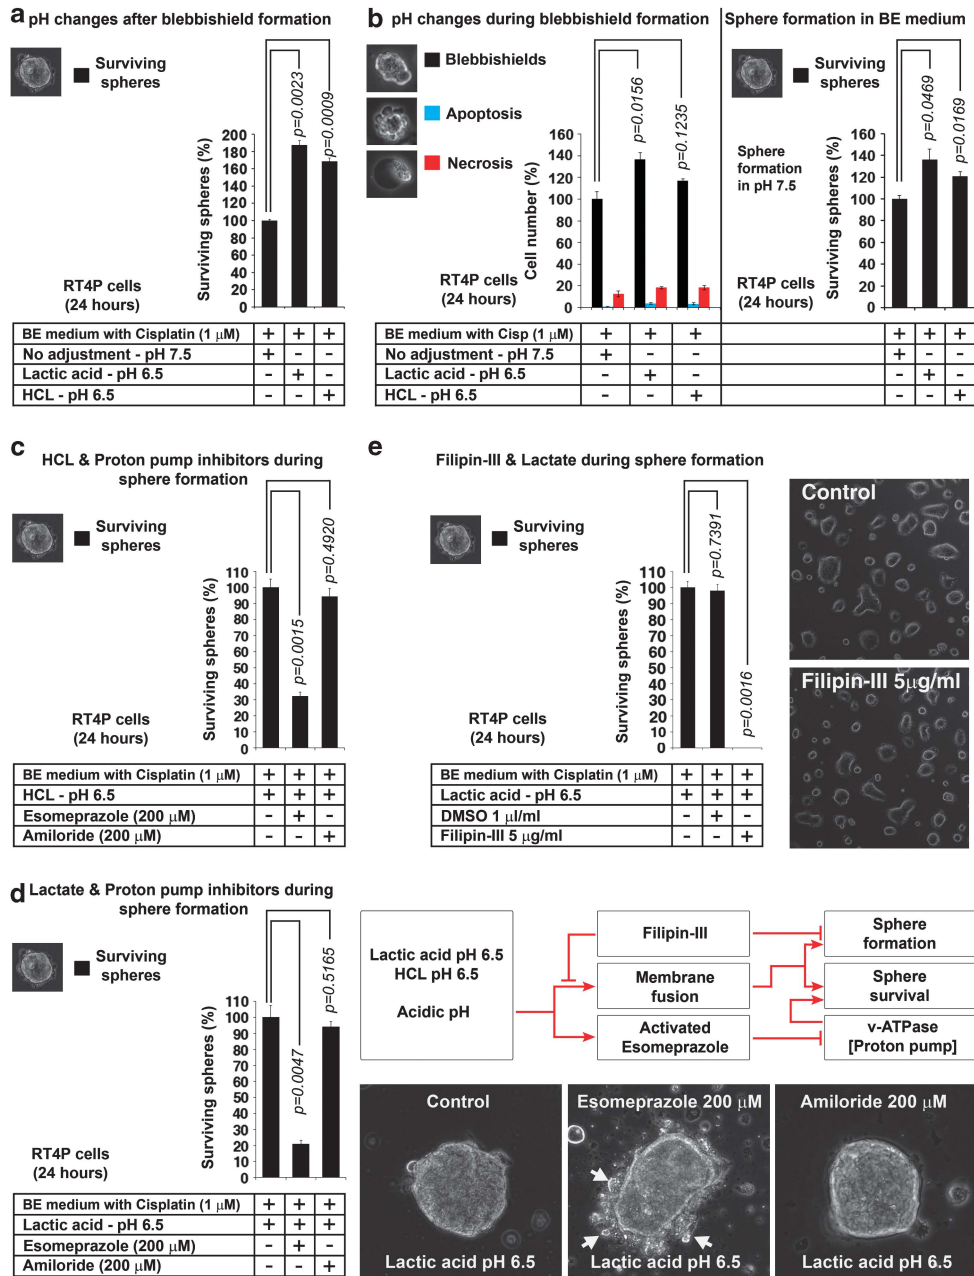 a pH changes after blebbishield formation
Surviving
spheres
p=0.0023
p=0.0009
Surviving spheres (%)
200
180
160
140
120
100
80
60
40
20
0
RT4P cells
(24 hours)
BE medium with Cisplatin (1 μM) + + +
No adjustment - pH 7.5 + - -
Lactic acid - pH 6.5 - + -
HCL - pH 6.5 - - +
b pH changes during blebbishield formation
Blebbishields
Apoptosis
Necrosis
p=0.0156
p=0.1235
Cell number (%)
160
140
120
100
80
60
40
20
0
RT4P cells
(24 hours)
BE medium with Cisp (1 μM) + + +
No adjustment - pH 7.5 + - -
Lactic acid - pH 6.5 - + -
HCL - pH 6.5 - - +
Sphere formation in BE medium
Surviving
spheres
p=0.0469
p=0.0169
Sphere
formation
in pH 7.5
Surviving spheres (%)
160
140
120
100
80
60
40
20
0
RT4P cells
(24 hours)
+ + +
+ - -
- + -
- - +
c
HCL & Proton pump inhibitors during
sphere formation
Surviving
spheres
p=0.0015
p=0.4920
Surviving spheres (%)
110
100
90
80
70
60
50
40
30
20
10
0
RT4P cells
(24 hours)
BE medium with Cisplatin (1 μM) + + +
HCL - pH 6.5 + + +
Esomeprazole (200 μM) - + -
Amiloride (200 μM) - - +
e
Filipin-III & Lactate during sphere formation
Surviving
spheres
p=0.7391
p=0.0016
Surviving spheres (%)
110
100
90
80
70
60
50
40
30
20
10
0
RT4P cells
(24 hours)
BE medium with Cisplatin (1 μM) + + +
Lactic acid - pH 6.5 + + +
DMSO 1 μl/ml - + -
Filipin-III 5 μg/ml - - +
Control
Filipin-III 5μg/ml
d Lactate & Proton pump inhibitors during
sphere formation
Surviving
spheres
p=0.0047
p=0.5165
Surviving spheres (%)
110
100
90
80
70
60
50
40
30
20
10
0
RT4P cells
(24 hours)
BE medium with Cisplatin (1 μM) + + +
Lactic acid - pH 6.5 + + +
Esomeprazole (200 μM) - + -
Amiloride (200 μM) - - +
Lactic acid pH 6.5
HCL pH 6.5
Acidic pH
Filipin-III
Membrane
fusion
Activated
Esomeprazole
Sphere
formation
Sphere
survival
v-ATPase
[Proton pump]
Control
Lactic acid pH 6.5
Esomeprazole 200 μM
Lactic acid pH 6.5
Amiloride 200 μM
Lactic acid pH 6.5